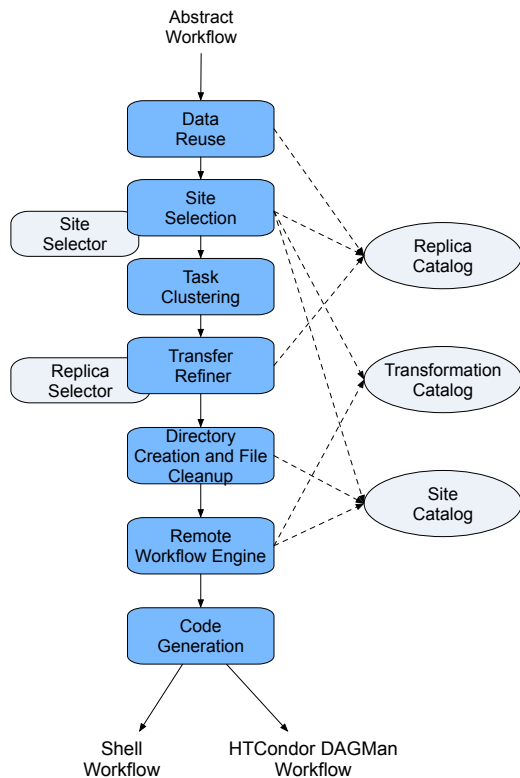 Abstract
Workflow
Data
Reuse
Site
Selection
Site
Selector
Replica
Catalog
Task
Clustering
Transfer
Refiner
Replica
Selector
Transformation
Catalog
Directory
Creation and File
Cleanup
Site
Catalog
Remote
Workflow Engine
Code
Generation
Shell
Workflow
HTCondor DAGMan
Workflow